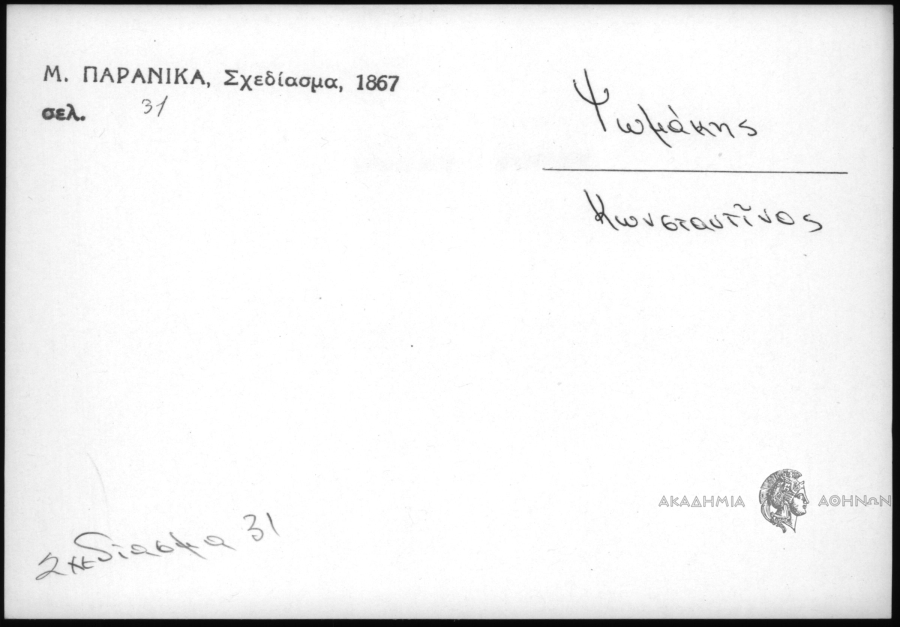 Μ. ΠΑΡΑΝΙΚΑ, Σχεδίασμα, 1867
σελ. 31
Ψωμάκης
Κωνσταντῖνος
Σχεδίασμα 31
ΑΚΑΔΗΜΙΑ ΑΘΗΝΩΝ